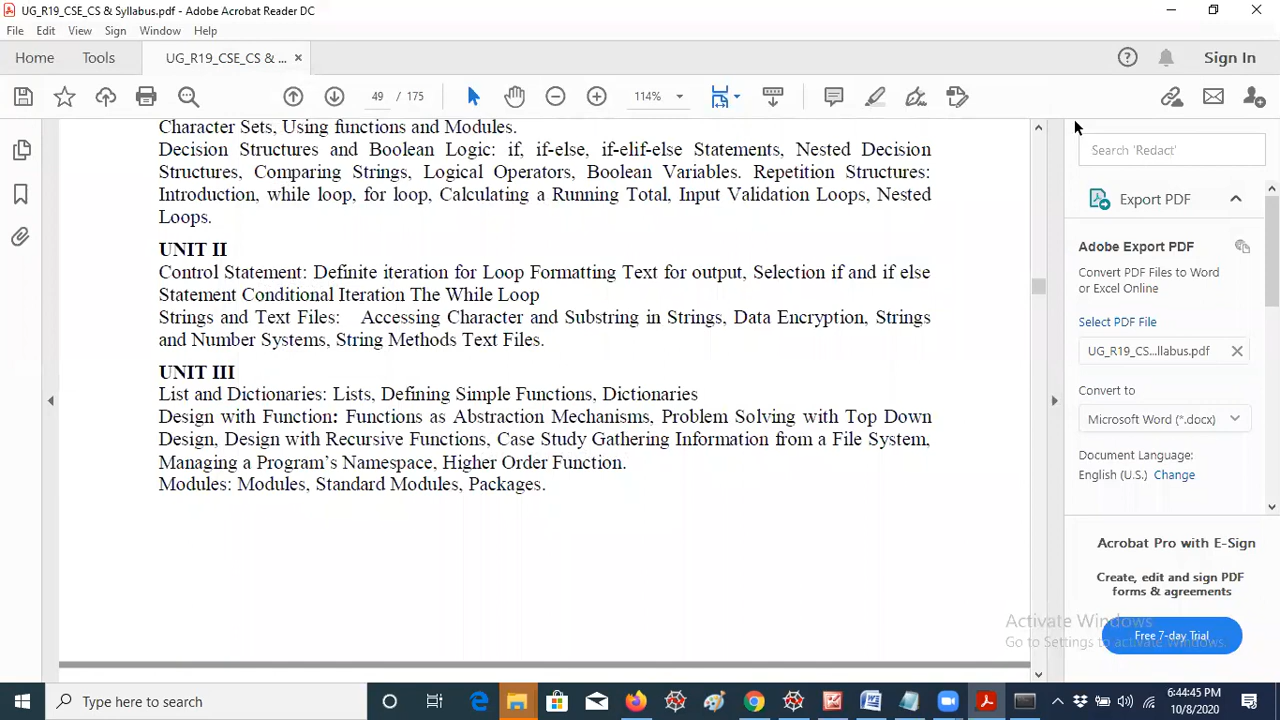 UG_R19_CSE_CS & Syllabus.pdf - Adobe Acrobat Reader DC
File Edit View Sign Window Help
Home Tools UG_R19_CSE_CS & ... × Sign In
49 / 175 114%
Character Sets, Using functions and Modules.
Decision Structures and Boolean Logic: if, if-else, if-elif-else Statements, Nested Decision
Structures, Comparing Strings, Logical Operators, Boolean Variables. Repetition Structures:
Introduction, while loop, for loop, Calculating a Running Total, Input Validation Loops, Nested
Loops.
UNIT II
Control Statement: Definite iteration for Loop Formatting Text for output, Selection if and if else
Statement Conditional Iteration The While Loop
Strings and Text Files: Accessing Character and Substring in Strings, Data Encryption, Strings
and Number Systems, String Methods Text Files.
UNIT III
List and Dictionaries: Lists, Defining Simple Functions, Dictionaries
Design with Function: Functions as Abstraction Mechanisms, Problem Solving with Top Down
Design, Design with Recursive Functions, Case Study Gathering Information from a File System,
Managing a Program's Namespace, Higher Order Function.
Modules: Modules, Standard Modules, Packages.
Search 'Redact'
Export PDF
Adobe Export PDF
Convert PDF Files to Word
or Excel Online
Select PDF File
UG_R19_CS...llabus.pdf
Convert to
Microsoft Word (*.docx)
Document Language:
English (U.S.) Change
Acrobat Pro with E-Sign
Create, edit and sign PDF
forms & agreements
Free 7-day Trial
Activate Windows
Go to Settings to activate Windows.
Type here to search
6:44:45 PM
10/8/2020